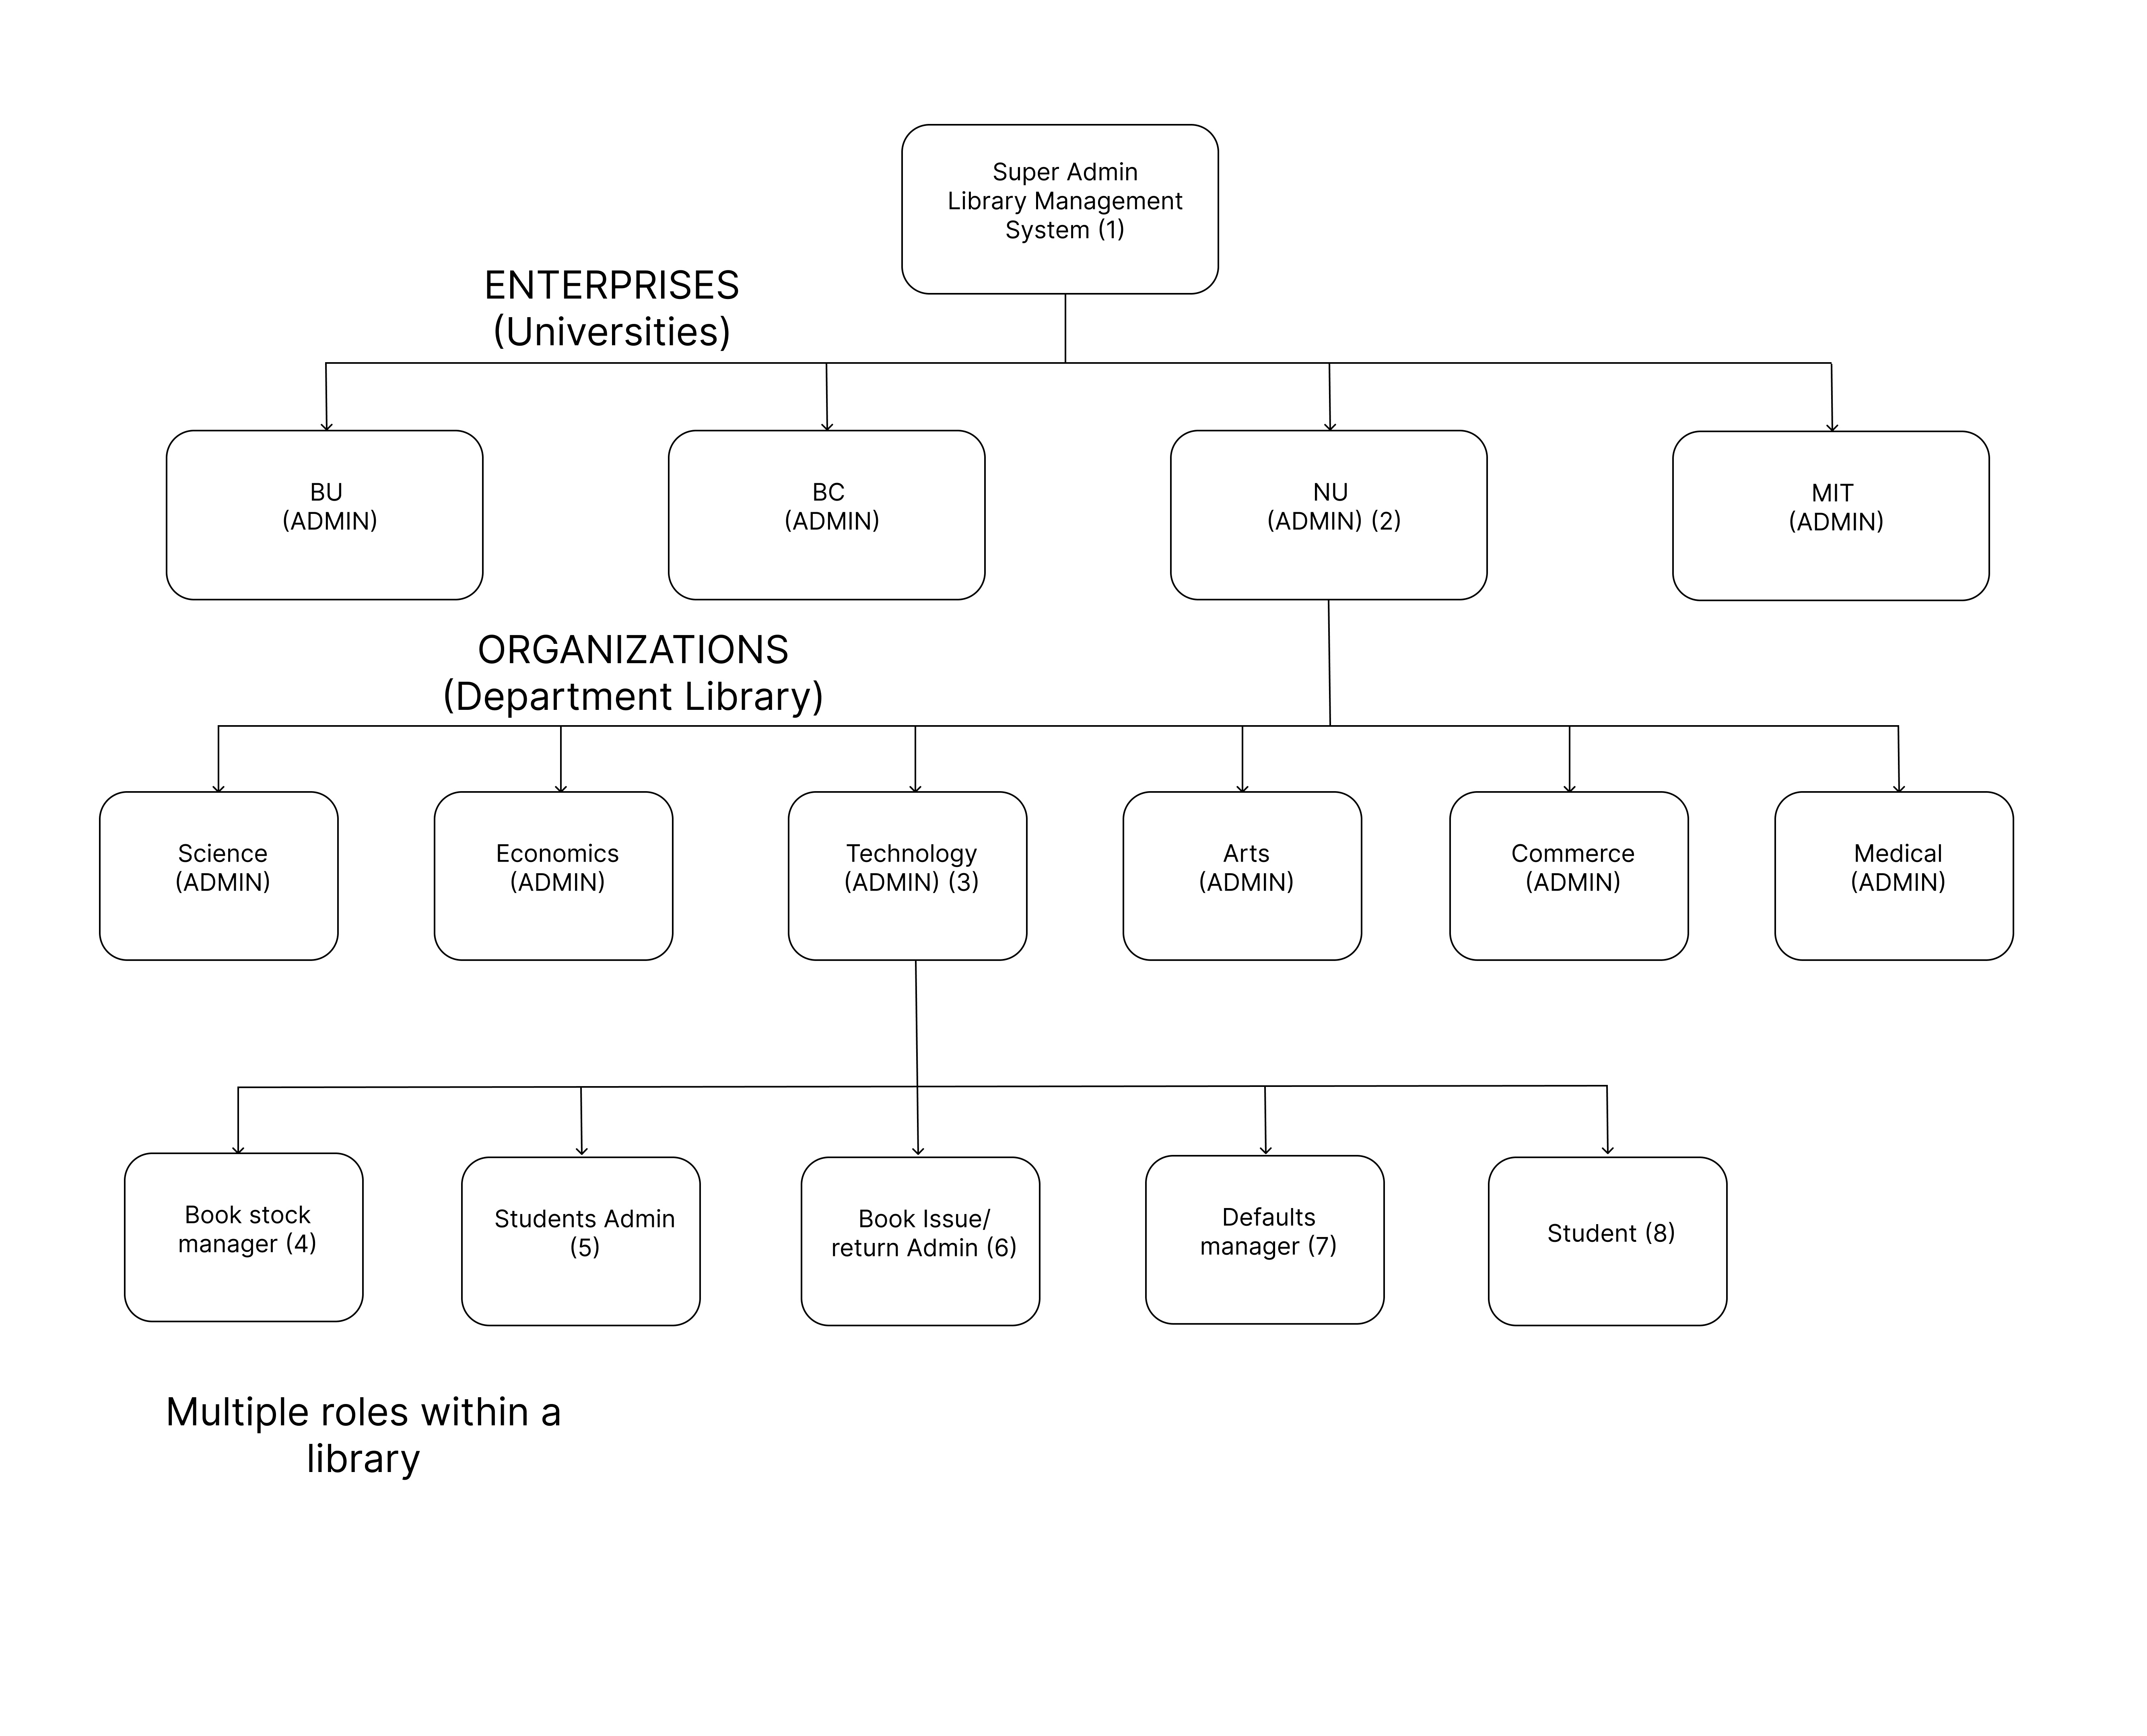 Super Admin
Library Management
System (1)
ENTERPRISES
(Universities)
BU
(ADMIN)
BC
(ADMIN)
NU
(ADMIN) (2)
MIT
(ADMIN)
ORGANIZATIONS
(Department Library)
Science
(ADMIN)
Economics
(ADMIN)
Technology
(ADMIN) (3)
Arts
(ADMIN)
Commerce
(ADMIN)
Medical
(ADMIN)
Book stock
manager (4)
Students Admin
(5)
Book Issue/
return Admin (6)
Defaults
manager (7)
Student (8)
Multiple roles within a
library